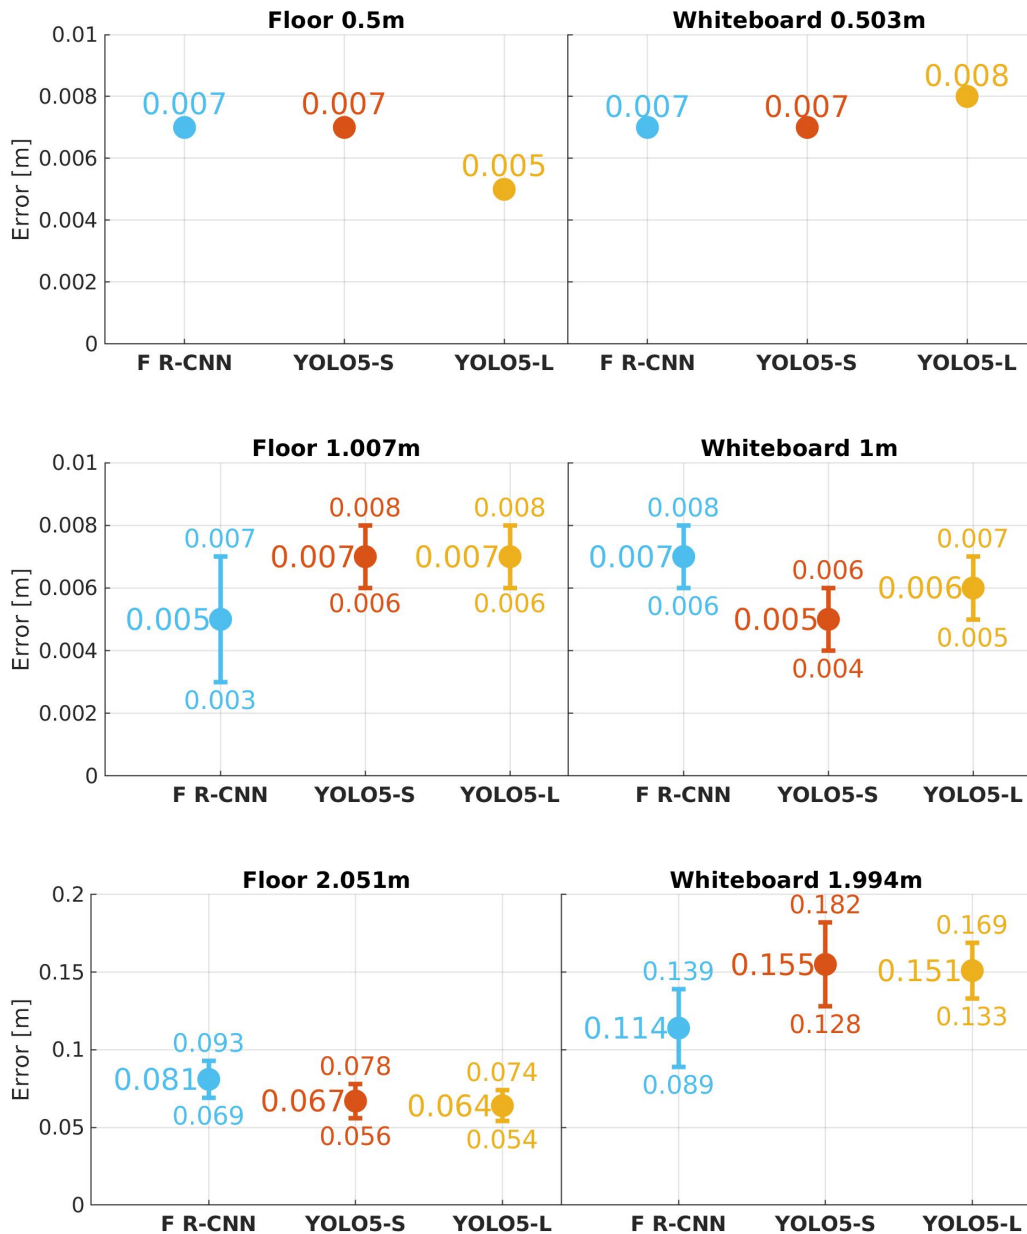 Floor 0.5m Whiteboard 0.503m
0.01
0.008
0.006
0.004
0.002
0
Error [m]
0.007 0.007 0.005
0.007 0.007 0.008
F R-CNN YOLO5-S YOLO5-L F R-CNN YOLO5-S YOLO5-L
Floor 1.007m Whiteboard 1m
0.01
0.008
0.006
0.004
0.002
0
Error [m]
0.007 0.008 0.008
0.005 0.007 0.007
0.003 0.006 0.006
0.008 0.006 0.007
0.007 0.005 0.006
0.006 0.004 0.005
F R-CNN YOLO5-S YOLO5-L F R-CNN YOLO5-S YOLO5-L
Floor 2.051m Whiteboard 1.994m
0.2
0.15
0.1
0.05
0
Error [m]
0.093 0.078 0.074
0.081 0.067 0.064
0.069 0.056 0.054
0.139 0.182 0.169
0.114 0.155 0.151
0.089 0.128 0.133
F R-CNN YOLO5-S YOLO5-L F R-CNN YOLO5-S YOLO5-L